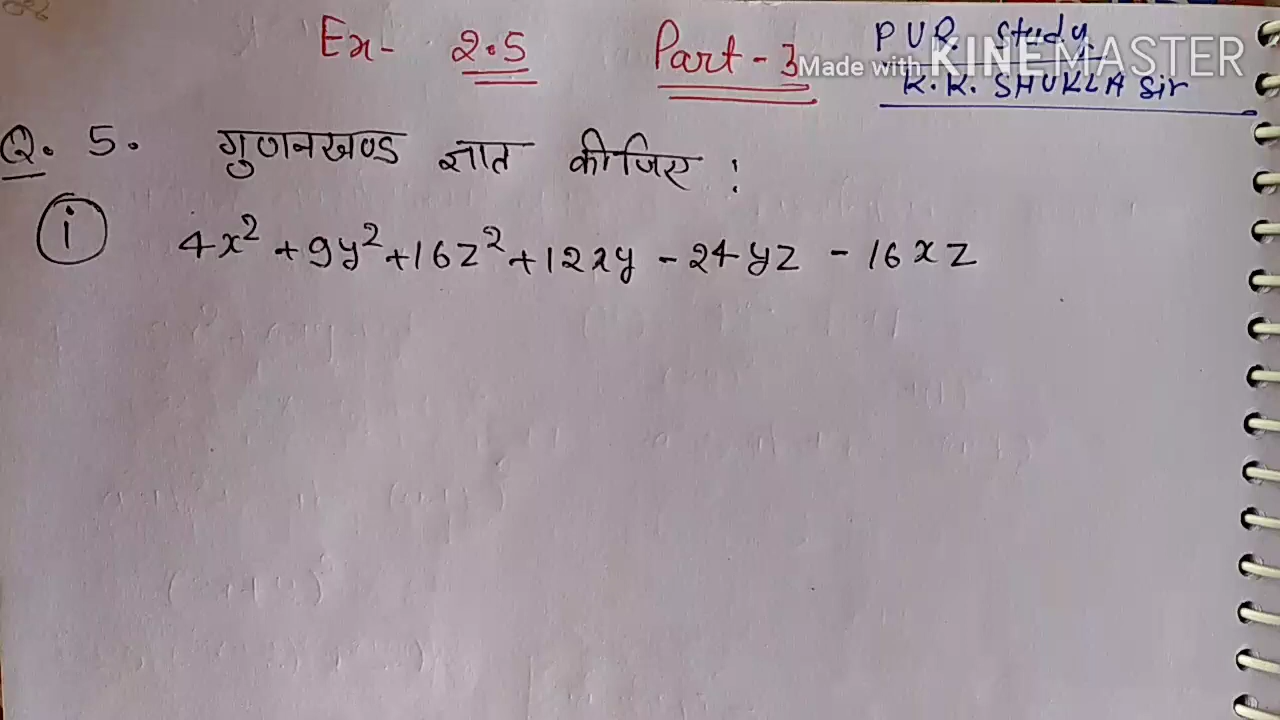 Ex- 2.5 Part - 3 PUR Study
Made with KINEMASTER
K.K. SHUKLA Sir
Q. 5. गुणनखण्ड ज्ञात कीजिए :
i 4x² + 9y² + 16z² + 12xy - 24yz - 16xz